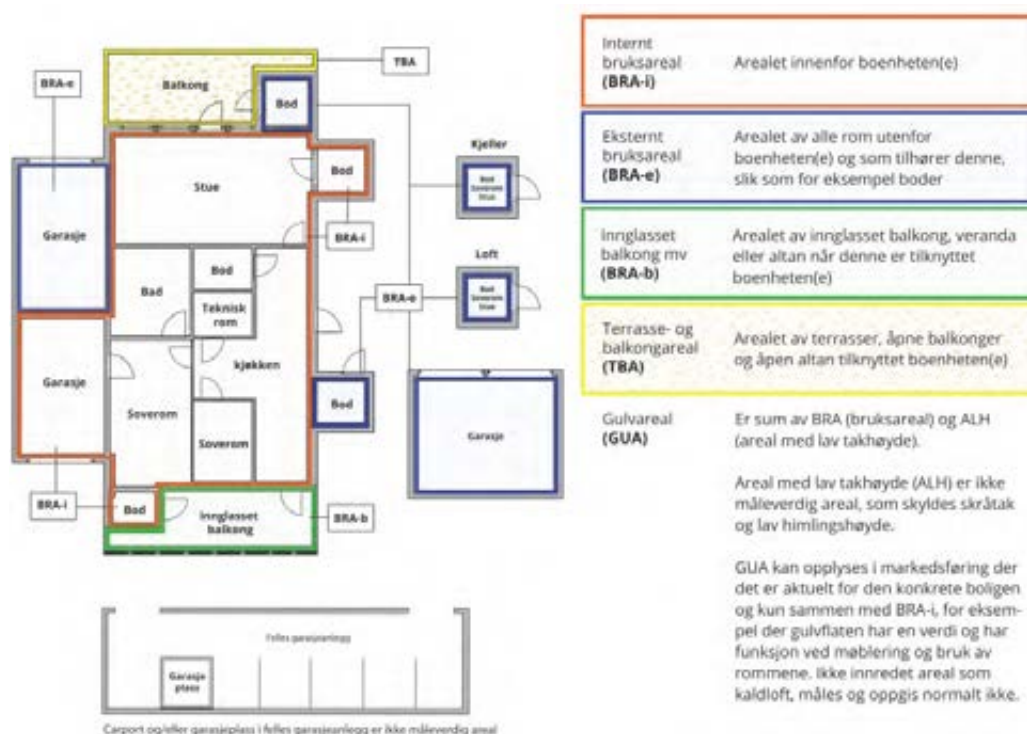 TBA
BRA-e
Balkong
Bod
Kjeller
Bod
Soverom
Stue
Stue
Bod
BRA-i
Garasje
Loft
Bod
Bad
Bod
Soverom
Stue
BRA-e
Teknisk
rom
Garasje
kjøkken
Soverom
Bod
Garasje
Soverom
BRA-i
Bod
Innglasset
balkong
BRA-b
Felles garasjeanlegg
Garasje
plass
Carport og/eller garasjeplass i felles garasjeanlegg er ikke måleverdig areal
Internt
bruksareal
(BRA-i)
Arealet innenfor boenheten(e)
Eksternt
bruksareal
(BRA-e)
Arealet av alle rom utenfor
boenheten(e) og som tilhører denne,
slik som for eksempel boder
Innglasset
balkong mv
(BRA-b)
Arealet av innglasset balkong, veranda
eller altan når denne er tilknyttet
boenheten(e)
Terrasse- og
balkongareal
(TBA)
Arealet av terrasser, åpne balkonger
og åpen altan tilknyttet boenheten(e)
Gulvareal
(GUA)
Er sum av BRA (bruksareal) og ALH
(areal med lav takhøyde).
Areal med lav takhøyde (ALH) er ikke
måleverdig areal, som skyldes skråtak
og lav himlingshøyde.
GUA kan opplyses i markedsføring der
det er aktuelt for den konkrete boligen
og kun sammen med BRA-i, for eksem-
pel der gulvflaten har en verdi og har
funksjon ved møblering og bruk av
rommene. Ikke innredet areal som
kaldloft, måles og oppgis normalt ikke.